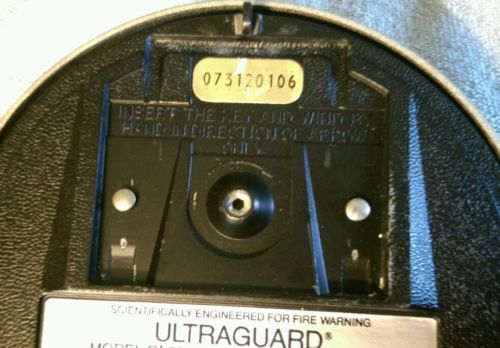 073120106
INSERT THE KEY AND WIND BY
HAND IN DIRECTION OF ARROW
ONLY
SCIENTIFICALLY ENGINEERED FOR FIRE WARNING
ULTRAGUARD®
MODEL